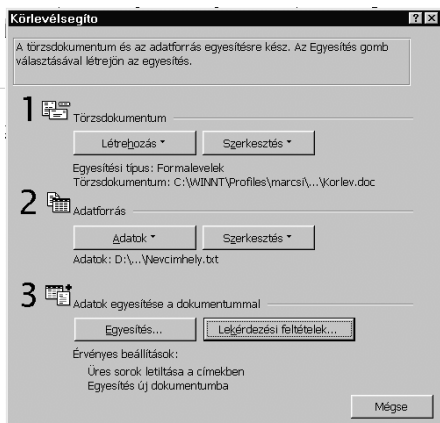 Körlevélsegíto
A törzsdokumentum és az adatforrás egyesítésre kész. Az Egyesítés gomb
választásával létrejön az egyesítés.
1
Törzsdokumentum
Létrehozás
Szerkesztés
Egyesítési típus: Formalevelek
Törzsdokumentum: C:\WINNT\Profiles\marcsi\...\Korlev.doc
2
Adatforrás
Adatok
Szerkesztés
Adatok: D:\...\Nevcimhely.txt
3
Adatok egyesítése a dokumentummal
Egyesítés...
Lekérdezési feltételek...
Érvényes beállítások:
Üres sorok letiltása a címekben
Egyesítés új dokumentumba
Mégse